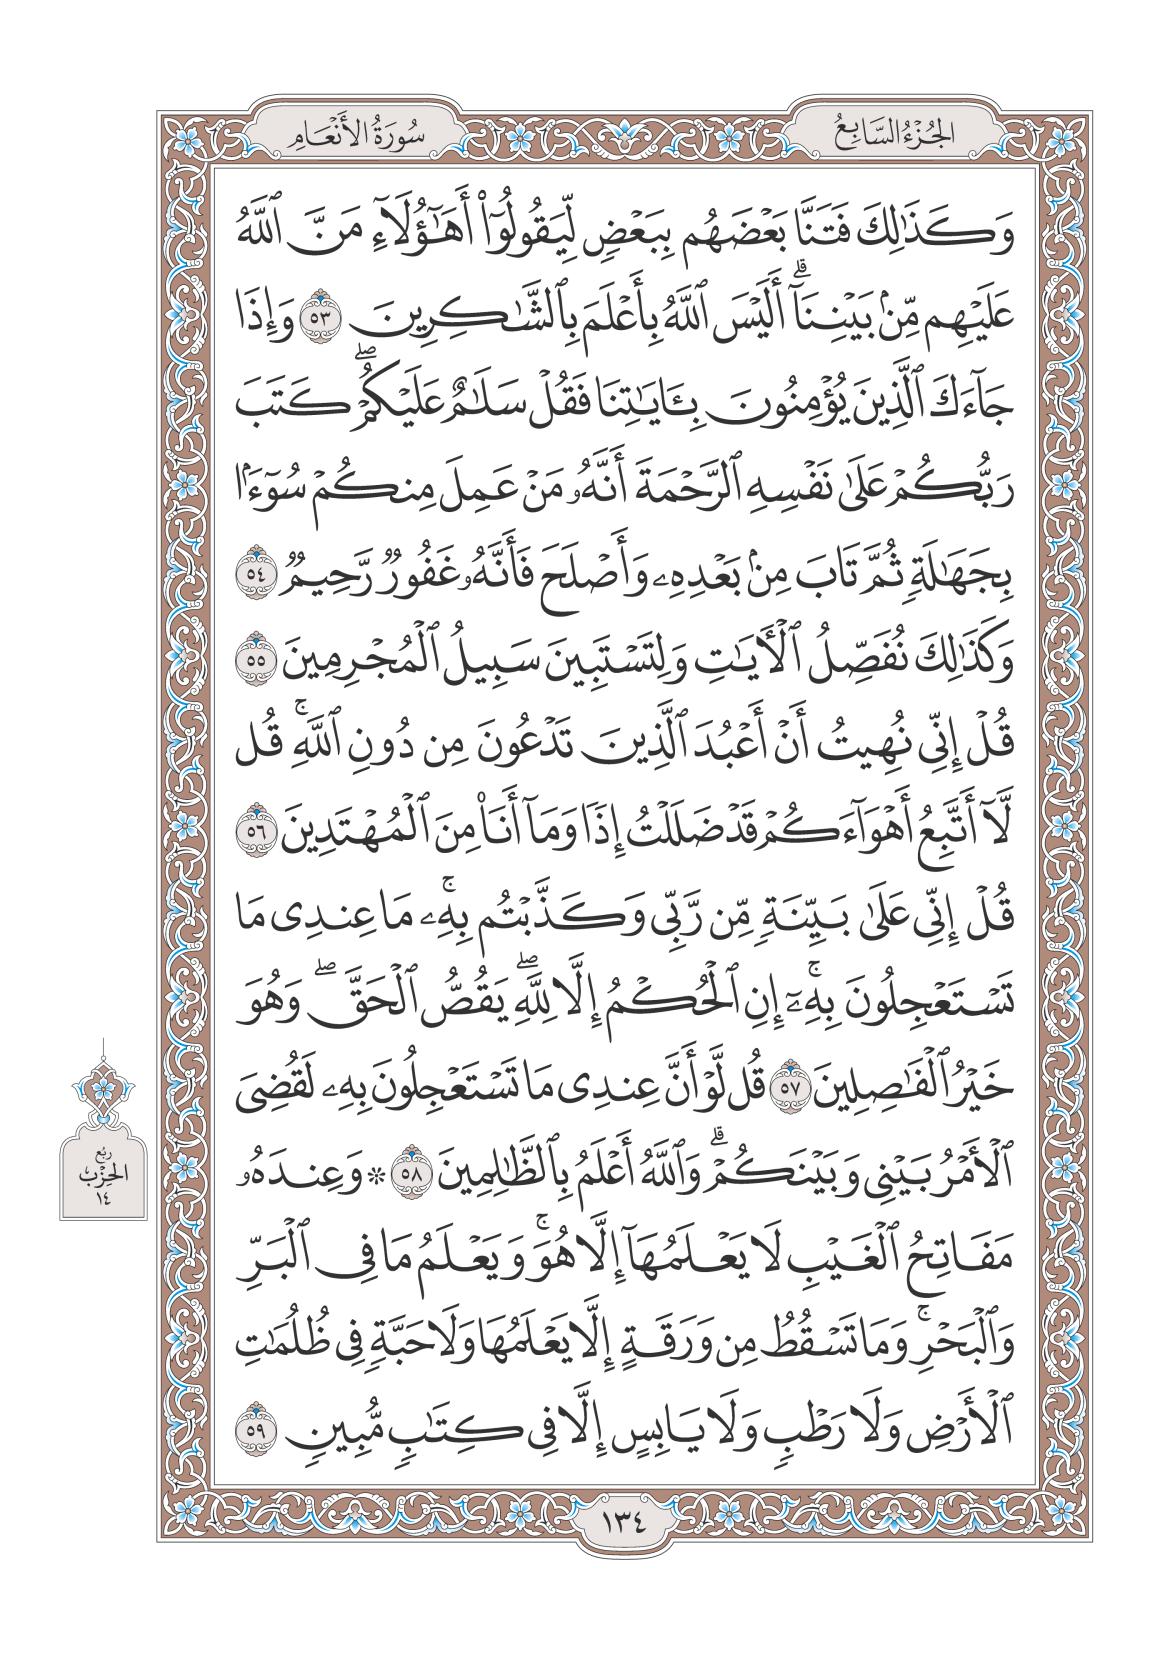 الجُزْءُ السَّابِعُ
سُورَةُ الأَنْعَامِ
وَكَذَٰلِكَ فَتَنَّا بَعْضَهُم بِبَعْضٍ لِّيَقُولُوٓاْ أَهَٰٓؤُلَآءِ مَنَّ ٱللَّهُ
عَلَيْهِم مِّنۢ بَيْنِنَآۗ أَلَيْسَ ٱللَّهُ بِأَعْلَمَ بِٱلشَّٰكِرِينَ ٥٣ وَإِذَا
جَآءَكَ ٱلَّذِينَ يُؤْمِنُونَ بِـَٔايَٰتِنَا فَقُلْ سَلَٰمٌ عَلَيْكُمْۖ كَتَبَ
رَبُّكُمْ عَلَىٰ نَفْسِهِ ٱلرَّحْمَةَ أَنَّهُۥ مَنْ عَمِلَ مِنكُمْ سُوٓءَۢا
بِجَهَٰلَةٍ ثُمَّ تَابَ مِنۢ بَعْدِهِۦ وَأَصْلَحَ فَأَنَّهُۥ غَفُورٌ رَّحِيمٌ ٥٤
وَكَذَٰلِكَ نُفَصِّلُ ٱلْأٓيَٰتِ وَلِتَسْتَبِينَ سَبِيلُ ٱلْمُجْرِمِينَ ٥٥
قُلْ إِنِّي نُهِيتُ أَنْ أَعْبُدَ ٱلَّذِينَ تَدْعُونَ مِن دُونِ ٱللَّهِۚ قُل
لَّآ أَتَّبِعُ أَهْوَآءَكُمْ قَدْ ضَلَلْتُ إِذًا وَمَآ أَنَا۠ مِنَ ٱلْمُهْتَدِينَ ٥٦
قُلْ إِنِّي عَلَىٰ بَيِّنَةٍ مِّن رَّبِّي وَكَذَّبْتُم بِهِۦۚ مَا عِندِى مَا
تَسْتَعْجِلُونَ بِهِۦٓۚ إِنِ ٱلْحُكْمُ إِلَّا لِلَّهِۖ يَقُصُّ ٱلْحَقَّۖ وَهُوَ
خَيْرُ ٱلْفَٰصِلِينَ ٥٧ قُل لَّوْ أَنَّ عِندِى مَا تَسْتَعْجِلُونَ بِهِۦ لَقُضِىَ
ٱلْأَمْرُ بَيْنِى وَبَيْنَكُمْۗ وَٱللَّهُ أَعْلَمُ بِٱلظَّٰلِمِينَ ٥٨ * وَعِندَهُۥ
مَفَاتِحُ ٱلْغَيْبِ لَا يَعْلَمُهَآ إِلَّا هُوَۚ وَيَعْلَمُ مَا فِى ٱلْبَرِّ
وَٱلْبَحْرِۚ وَمَا تَسْقُطُ مِن وَرَقَةٍ إِلَّا يَعْلَمُهَا وَلَا حَبَّةٍ فِى ظُلُمَٰتِ
ٱلْأَرْضِ وَلَا رَطْبٍ وَلَا يَابِسٍ إِلَّا فِى كِتَٰبٍ مُّبِينٍ ٥٩
رُبْع
الحِزْب
١٤
١٣٤